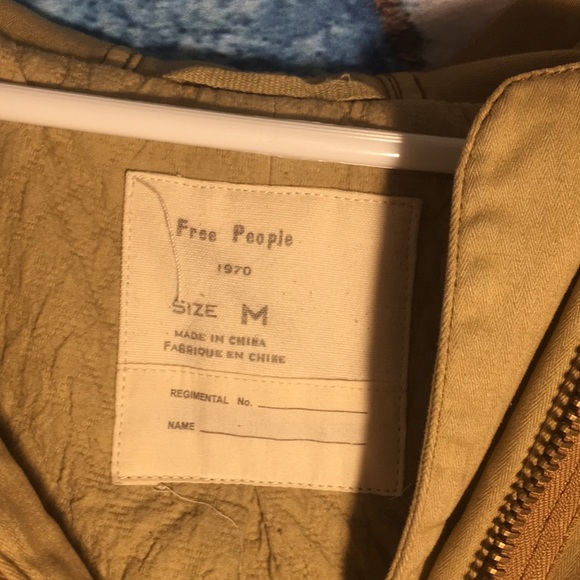 Free People
1970
SIZE M
MADE IN CHINA
FABRIQUE EN CHINE
REGIMENTAL No.
NAME